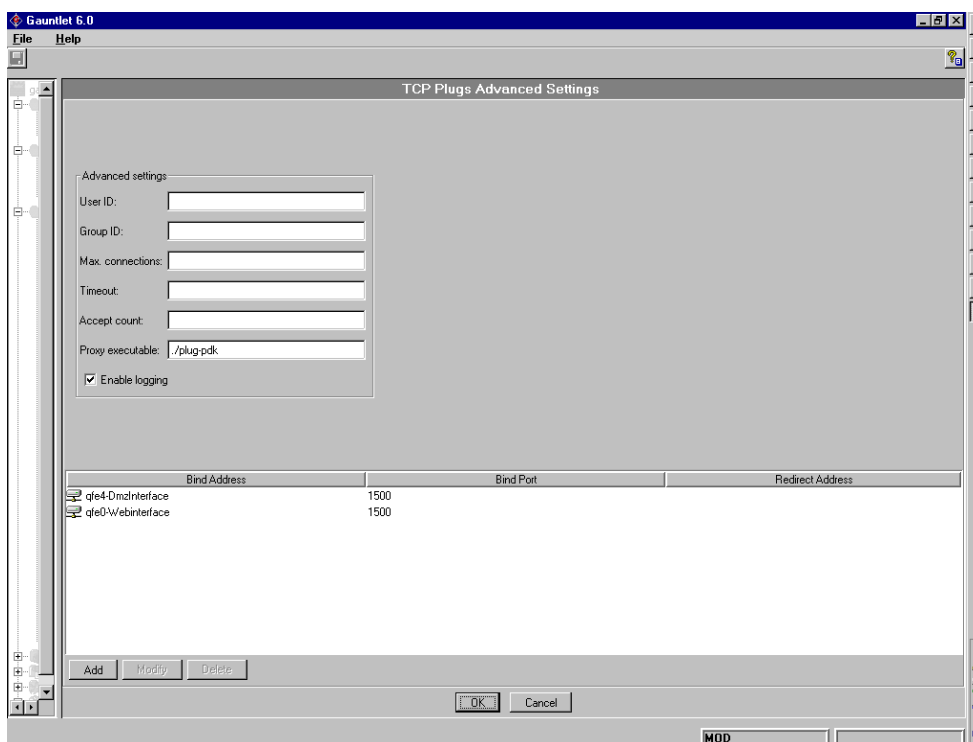 Gauntlet 6.0
File Help
TCP Plugs Advanced Settings
Advanced settings
User ID:
Group ID:
Max. connections:
Timeout:
Accept count:
Proxy executable: ./plug-pdk
Enable logging
Bind Address Bind Port Redirect Address
qfe4-DmzInterface 1500
qfe0-Webinterface 1500
Add Modify Delete
OK Cancel
MOD